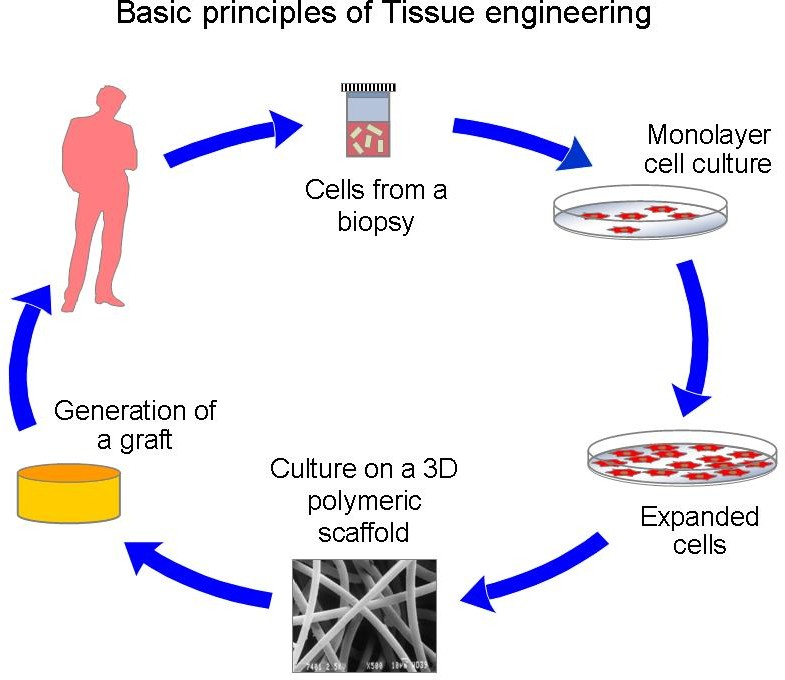 Basic principles of Tissue engineering
Cells from a
biopsy
Monolayer
cell culture
Expanded
cells
Culture on a 3D
polymeric
scaffold
X500
Generation of
a graft